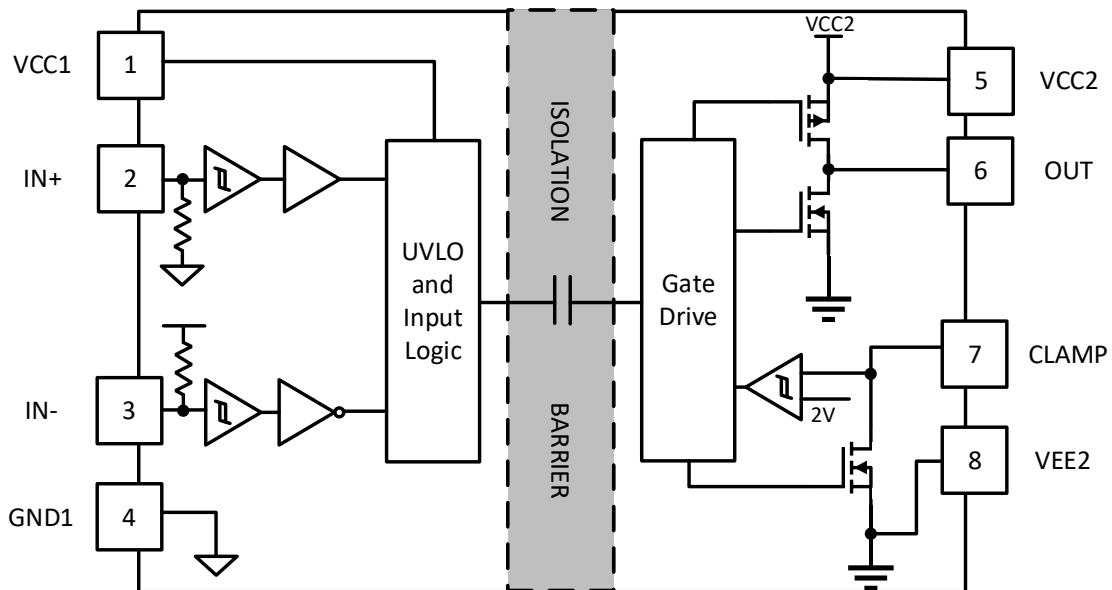 VCC1
1
IN+
2
IN-
3
GND1
4
UVLO
and
Input
Logic
ISOLATION
BARRIER
Gate
Drive
VCC2
2V
5
VCC2
6
OUT
7
CLAMP
8
VEE2